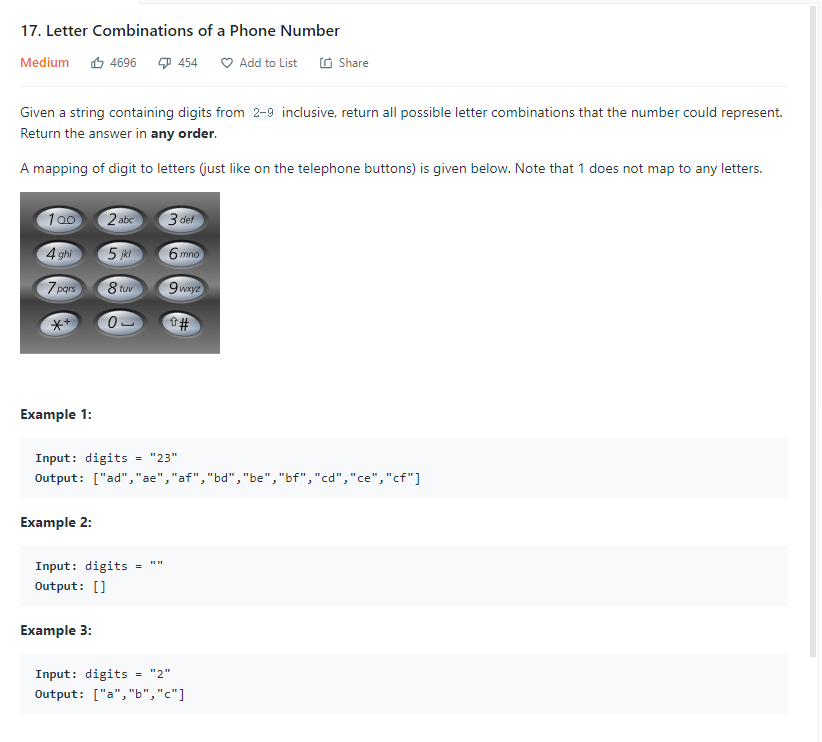 17. Letter Combinations of a Phone Number
Medium 4696 454 Add to List Share
Given a string containing digits from 2-9 inclusive, return all possible letter combinations that the number could represent.
Return the answer in any order.
A mapping of digit to letters (just like on the telephone buttons) is given below. Note that 1 does not map to any letters.
1 2 abc 3 def
4 ghi 5 jkl 6 mno
7 pqrs 8 tuv 9 wxyz
*+ 0 #
Example 1:
Input: digits = "23"
Output: ["ad","ae","af","bd","be","bf","cd","ce","cf"]
Example 2:
Input: digits = ""
Output: []
Example 3:
Input: digits = "2"
Output: ["a","b","c"]